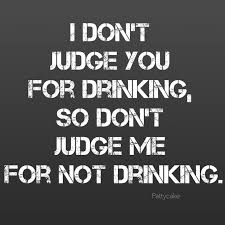 I DON'T
JUDGE YOU
FOR DRINKING,
SO DON'T
JUDGE ME
FOR NOT DRINKING.
Pattycake